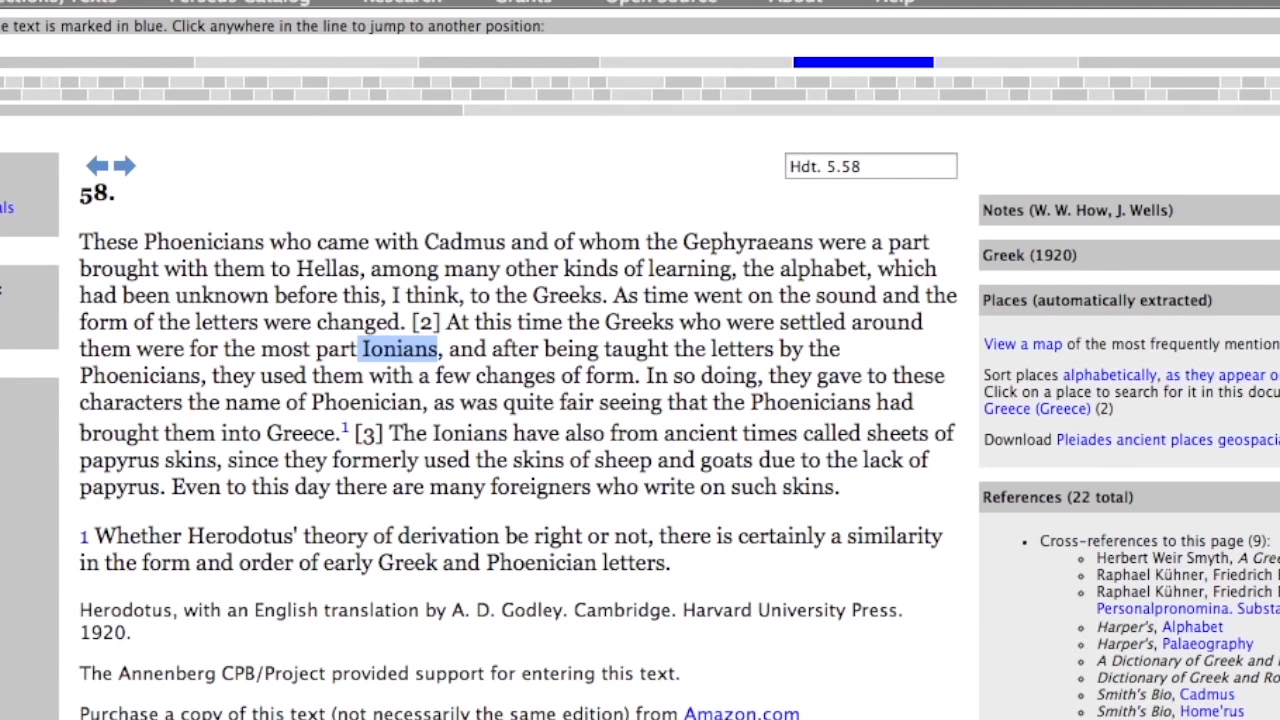 e text is marked in blue. Click anywhere in the line to jump to another position:
Hdt. 5.58
58.
These Phoenicians who came with Cadmus and of whom the Gephyraeans were a part
brought with them to Hellas, among many other kinds of learning, the alphabet, which
had been unknown before this, I think, to the Greeks. As time went on the sound and the
form of the letters were changed. [2] At this time the Greeks who were settled around
them were for the most part Ionians, and after being taught the letters by the
Phoenicians, they used them with a few changes of form. In so doing, they gave to these
characters the name of Phoenician, as was quite fair seeing that the Phoenicians had
brought them into Greece.1 [3] The Ionians have also from ancient times called sheets of
papyrus skins, since they formerly used the skins of sheep and goats due to the lack of
papyrus. Even to this day there are many foreigners who write on such skins.
1 Whether Herodotus' theory of derivation be right or not, there is certainly a similarity
in the form and order of early Greek and Phoenician letters.
Herodotus, with an English translation by A. D. Godley. Cambridge. Harvard University Press.
1920.
The Annenberg CPB/Project provided support for entering this text.
Purchase a copy of this text (not necessarily the same edition) from Amazon.com
Notes (W. W. How, J. Wells)
Greek (1920)
Places (automatically extracted)
View a map of the most frequently mention
Sort places alphabetically, as they appear o
Click on a place to search for it in this docu
Greece (Greece) (2)
Download Pleiades ancient places geospaci
References (22 total)
• Cross-references to this page (9):
Herbert Weir Smyth, A Gree
Raphael Kühner, Friedrich
Raphael Kühner, Friedrich
Personalpronomina. Substa
Harper's, Alphabet
Harper's, Palaeography
A Dictionary of Greek and
Dictionary of Greek and Ro
Smith's Bio, Cadmus
Smith's Bio, Home'rus